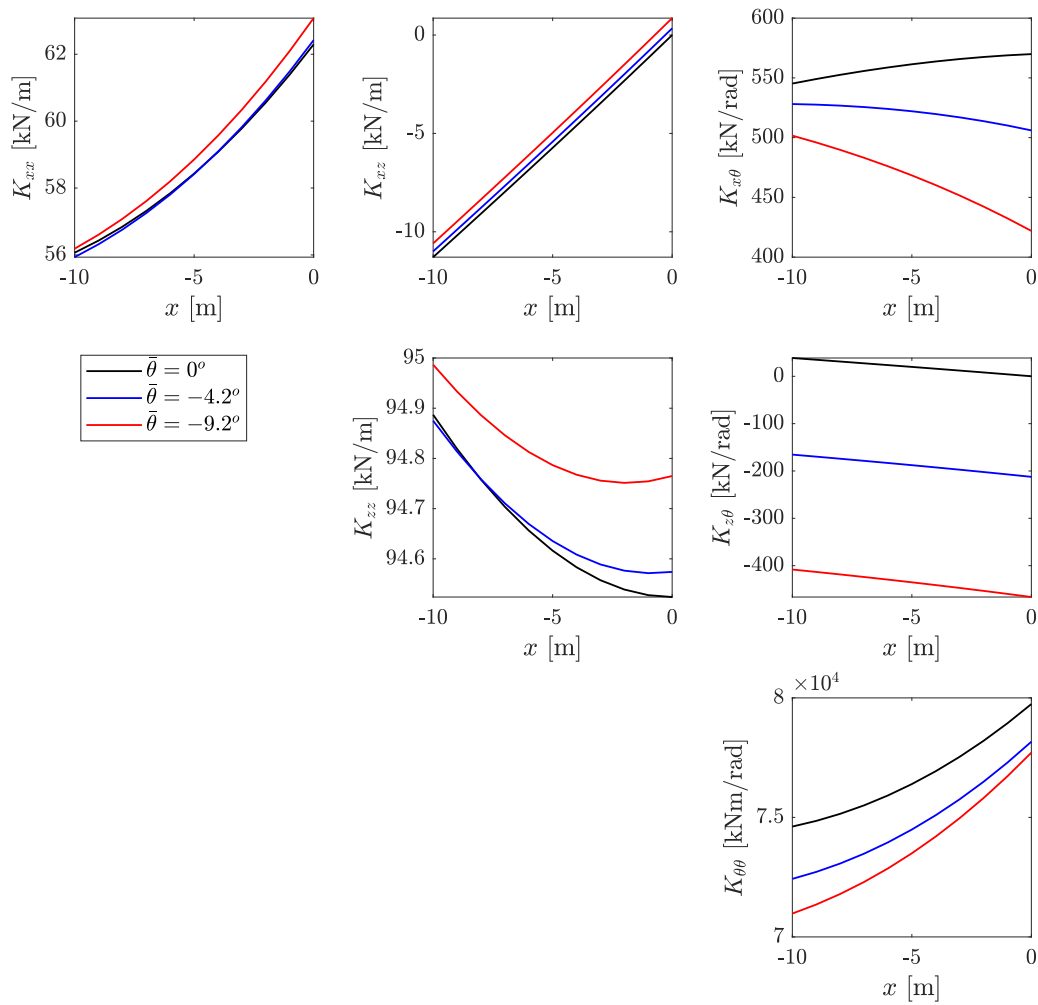 62
60
58
56
-10
-5
0
x [m]
K_{xx} [kN/m]
0
-5
-10
-10
-5
0
x [m]
K_{xz} [kN/m]
600
550
500
450
400
-10
-5
0
x [m]
K_{xθ} [kN/rad]
θ̄ = 0°
θ̄ = −4.2°
θ̄ = −9.2°
95
94.9
94.8
94.7
94.6
-10
-5
0
x [m]
K_{zz} [kN/m]
0
-100
-200
-300
-400
-10
-5
0
x [m]
K_{zθ} [kN/rad]
×10⁴
8
7.5
7
-10
-5
0
x [m]
K_{θθ} [kNm/rad]